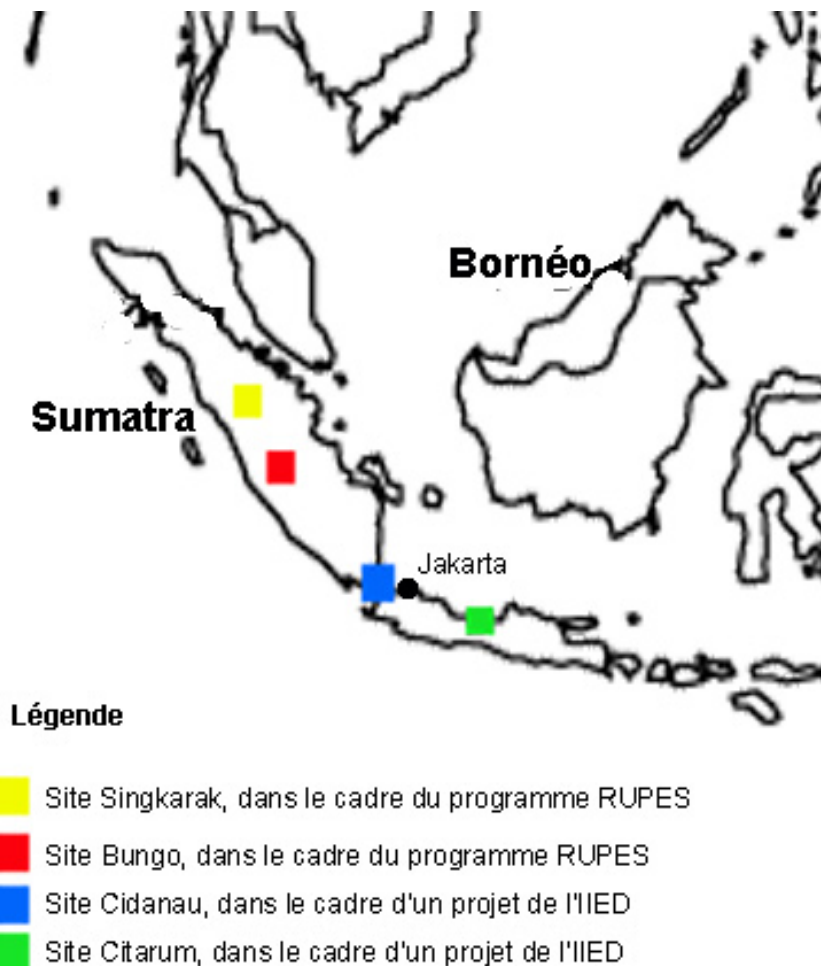 Bornéo
Sumatra
Jakarta
Légende
Site Singkarak, dans le cadre du programme RUPES
Site Bungo, dans le cadre du programme RUPES
Site Cidanau, dans le cadre d'un projet de l'IIED
Site Citarum, dans le cadre d'un projet de l'IIED